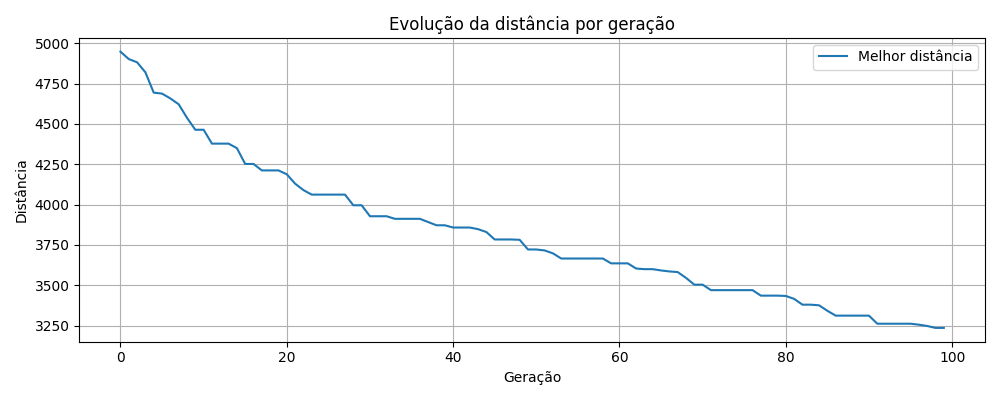 Evolução da distância por geração
Melhor distância
Distância
5000
4750
4500
4250
4000
3750
3500
3250
0 20 40 60 80 100
Geração